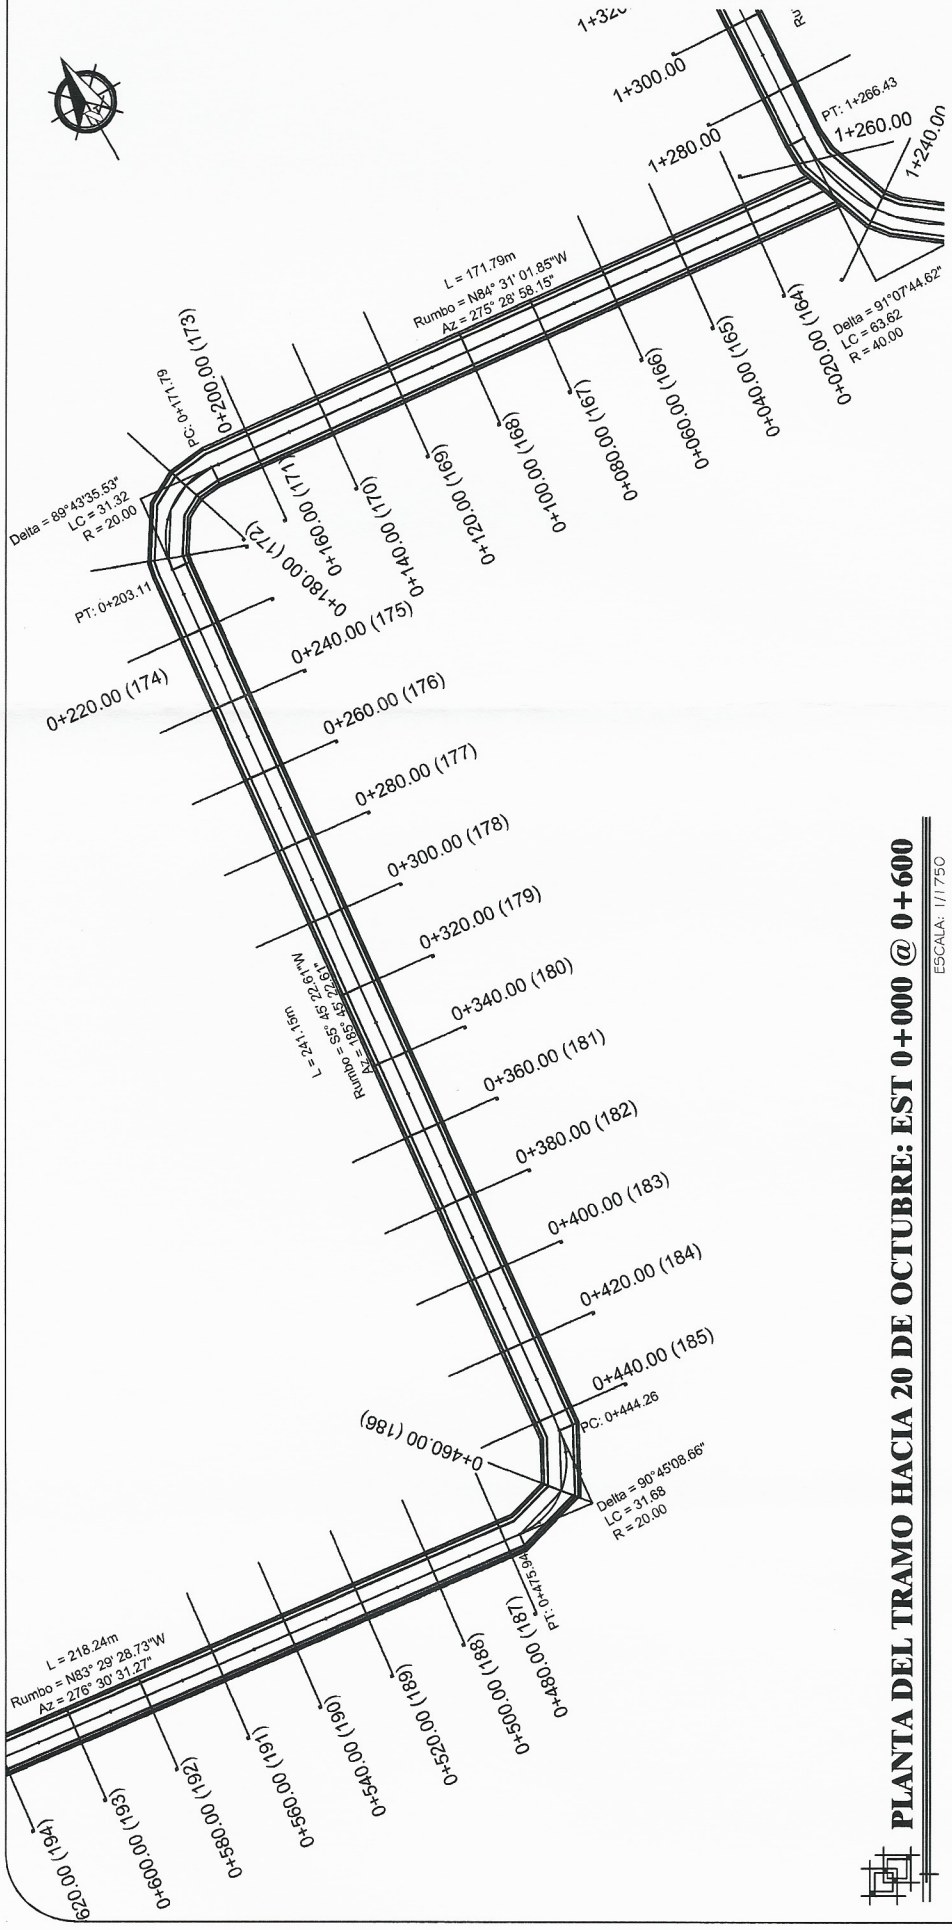 1+300.00
1+280.00
PT: 1+266.43
1+260.00
1+240.00
Delta = 91°07'44.62"
LC = 63.62
R = 40.00
L = 171.79m
Rumbo = N84° 31' 01.85"W
Az = 275° 28' 58.15"
0+020.00 (164)
0+040.00 (165)
0+060.00 (166)
0+080.00 (167)
0+100.00 (168)
0+120.00 (169)
0+140.00 (170)
0+160.00 (171)
0+180.00 (172)
0+200.00 (173)
PC: 0+171.79
Delta = 89°43'35.53"
LC = 31.32
R = 20.00
PT: 0+203.11
0+220.00 (174)
0+240.00 (175)
0+260.00 (176)
0+280.00 (177)
0+300.00 (178)
0+320.00 (179)
L = 241.15m
Rumbo = S5° 45' 22.61"W
Az = 185° 45' 22.61"
0+340.00 (180)
0+360.00 (181)
0+380.00 (182)
0+400.00 (183)
0+420.00 (184)
0+440.00 (185)
PC: 0+444.26
0+460.00 (186)
Delta = 90°45'08.66"
LC = 31.68
R = 20.00
PT: 0+475.94
0+480.00 (187)
0+500.00 (188)
0+520.00 (189)
0+540.00 (190)
0+560.00 (191)
0+580.00 (192)
0+600.00 (193)
620.00 (194)
L = 218.24m
Rumbo = N83° 29' 28.73"W
Az = 276° 30' 31.27"
PLANTA DEL TRAMO HACIA 20 DE OCTUBRE: EST 0+000 @ 0+600
ESCALA: 1/1750